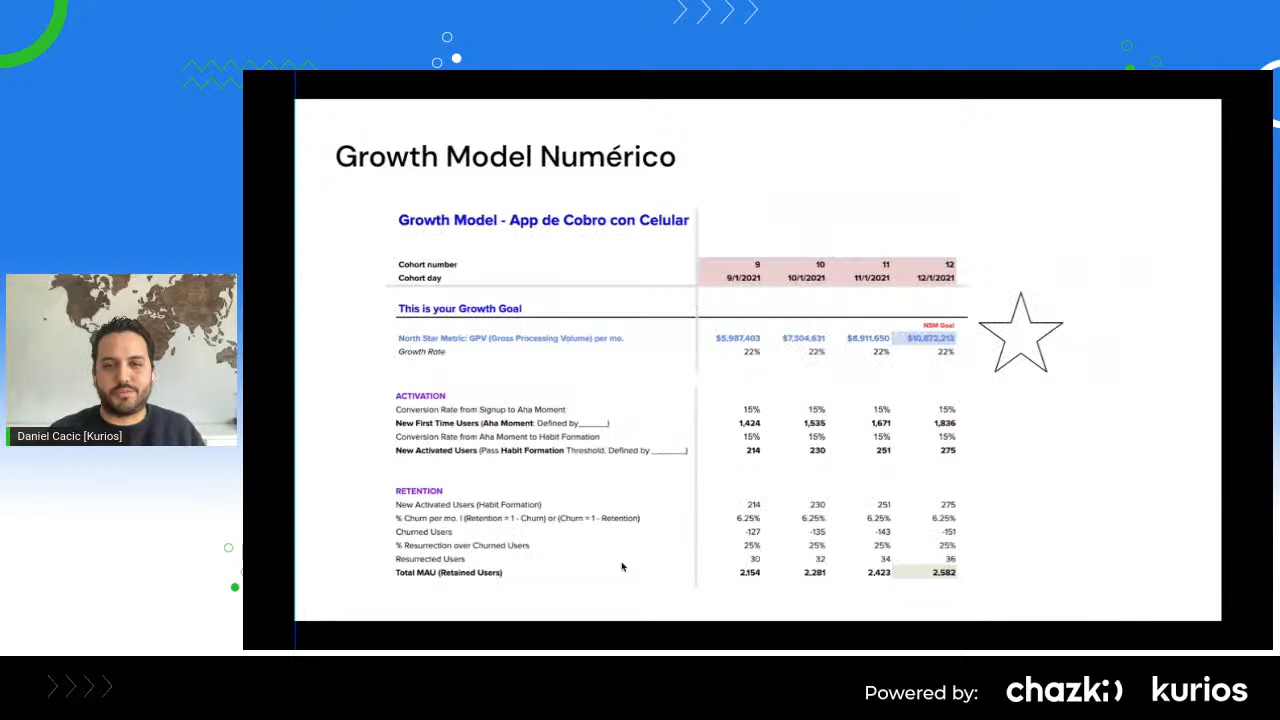 Growth Model Numérico
Growth Model - App de Cobro con Celular
Cohort number 9 10 11 12
Cohort day 9/1/2021 10/1/2021 11/1/2021 12/1/2021
This is your Growth Goal
NSM Goal
North Star Metric: GPV (Gross Processing Volume) per mo. $5,987,403 $7,304,631 $8,911,650 $10,872,213
Growth Rate 22% 22% 22% 22%
ACTIVATION
Conversion Rate from Signup to Aha Moment 15% 15% 15% 15%
New First Time Users (Aha Moment: Defined by______) 1,424 1,535 1,671 1,836
Conversion Rate from Aha Moment to Habit Formation 15% 15% 15% 15%
New Activated Users (Pass Habit Formation Threshold. Defined by _______) 214 230 251 275
RETENTION
New Activated Users (Habit Formation) 214 230 251 275
% Churn per mo. | (Retention = 1 - Churn) or (Churn = 1 - Retention) 6.25% 6.25% 6.25% 6.25%
Churned Users -127 -135 -143 -151
% Resurrection over Churned Users 25% 25% 25% 25%
Resurrected Users 30 32 34 36
Total MAU (Retained Users) 2,154 2,281 2,423 2,582
Daniel Cacic [Kurios]
Powered by: chazki kurios